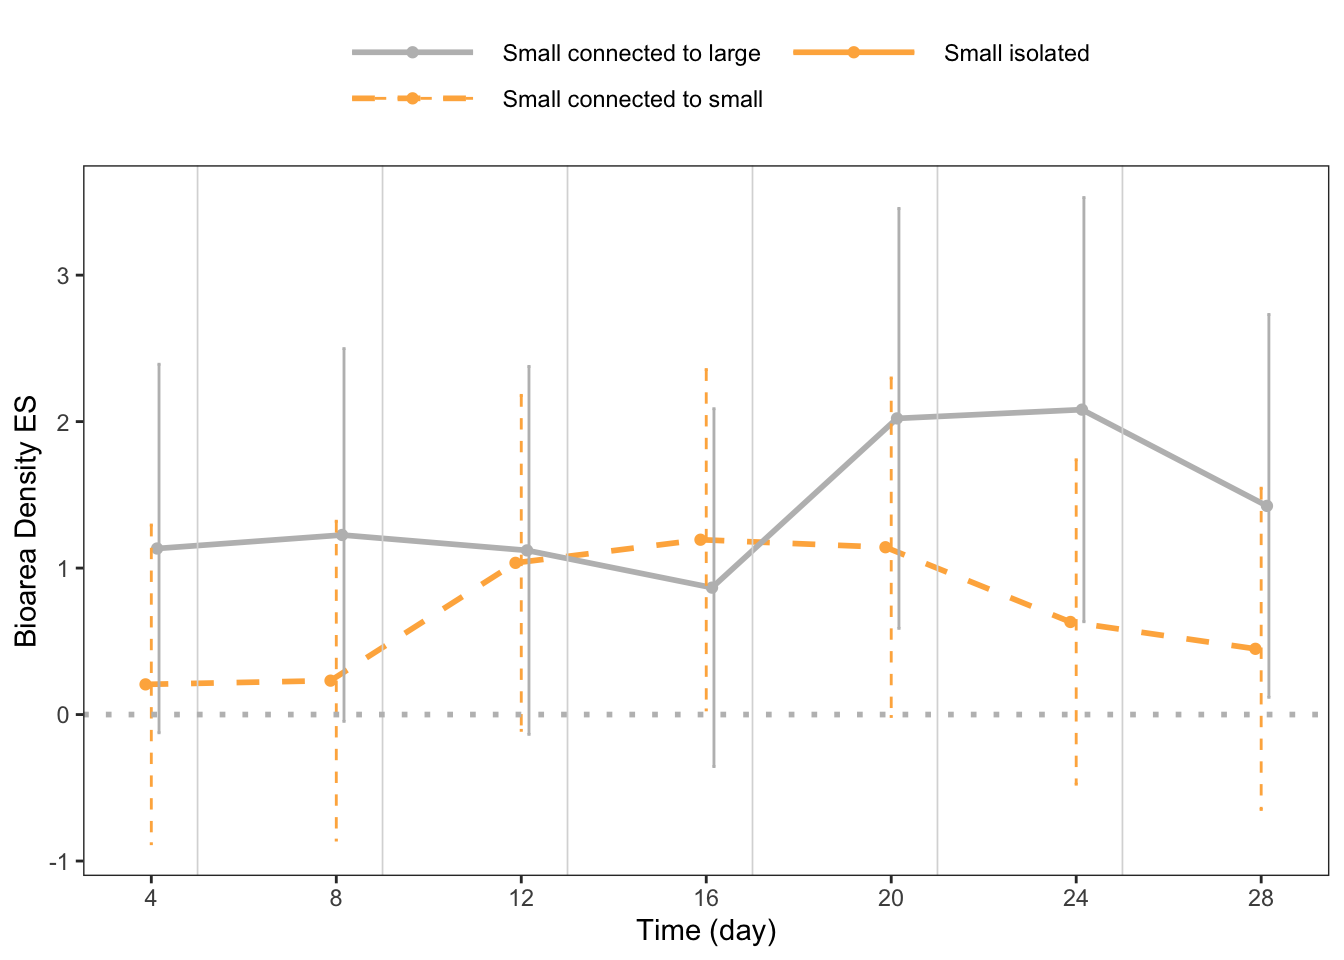 Small connected to large
Small isolated
Small connected to small
Bioarea Density ES
3
2
1
0
-1
4 8 12 16 20 24 28
Time (day)